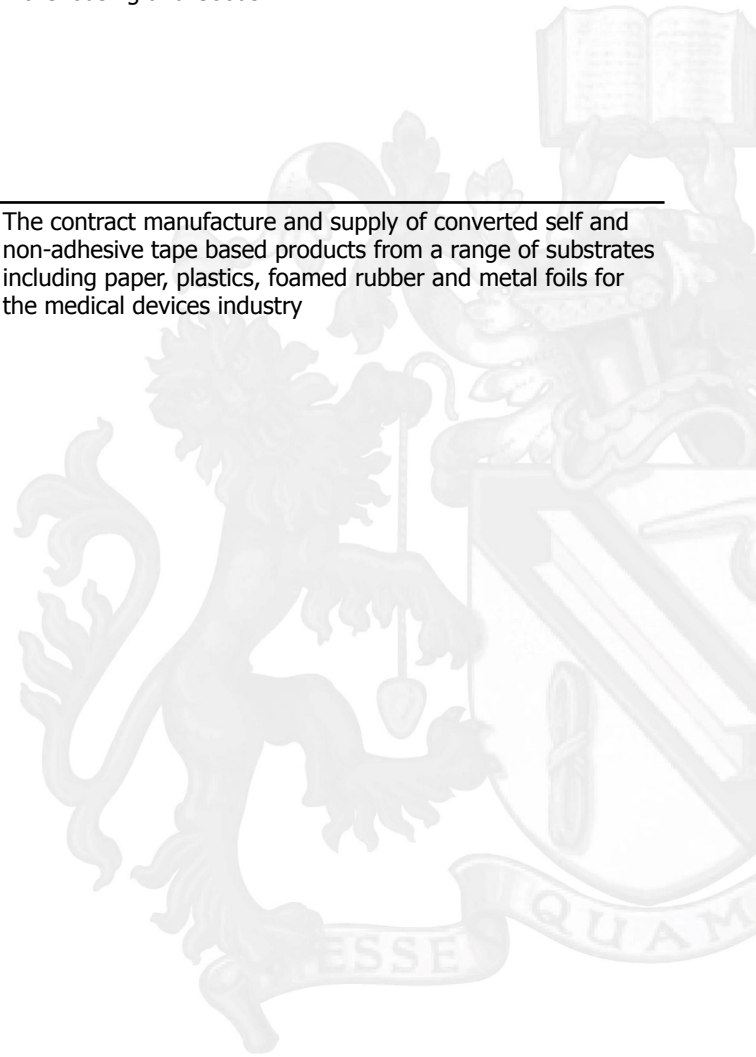 The contract manufacture and supply of converted self and
non-adhesive tape based products from a range of substrates
including paper, plastics, foamed rubber and metal foils for
the medical devices industry
ESSE
QUAM